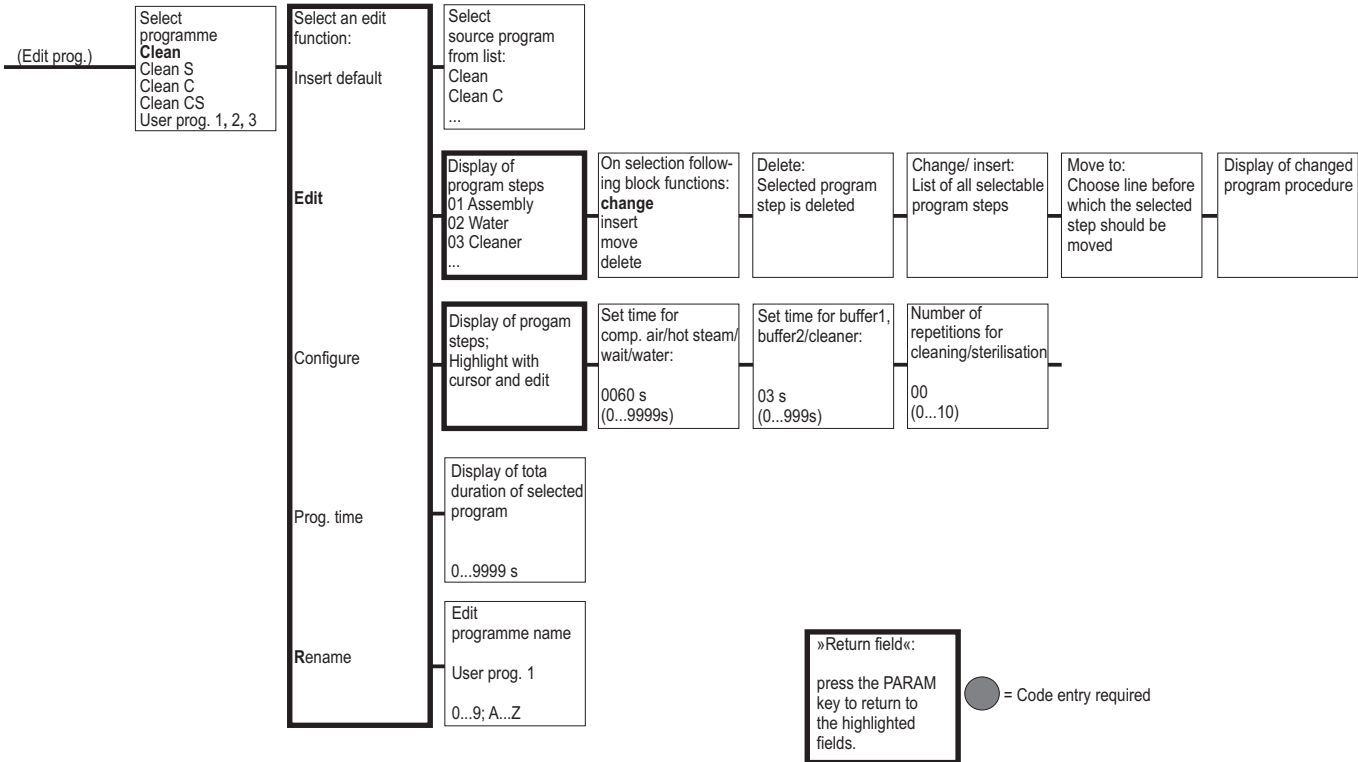 (Edit prog.)
Select
programme
Clean
Clean S
Clean C
Clean CS
User prog. 1, 2, 3
Select an edit
function:
Insert default
Select
source program
from list:
Clean
Clean C
...
Edit
Display of
program steps
01 Assembly
02 Water
03 Cleaner
...
On selection follow-
ing block functions:
change
insert
move
delete
Delete:
Selected program
step is deleted
Change/ insert:
List of all selectable
program steps
Move to:
Choose line before
which the selected
step should be
moved
Display of changed
program procedure
Configure
Display of progam
steps;
Highlight with
cursor and edit
Set time for
comp. air/hot steam/
wait/water:
0060 s
(0...9999s)
Set time for buffer1,
buffer2/cleaner:
03 s
(0...999s)
Number of
repetitions for
cleaning/sterilisation
00
(0...10)
Prog. time
Display of tota
duration of selected
program
0...9999 s
Rename
Edit
programme name
User prog. 1
0...9; A...Z
»Return field«:
press the PARAM
key to return to
the highlighted
fields.
= Code entry required